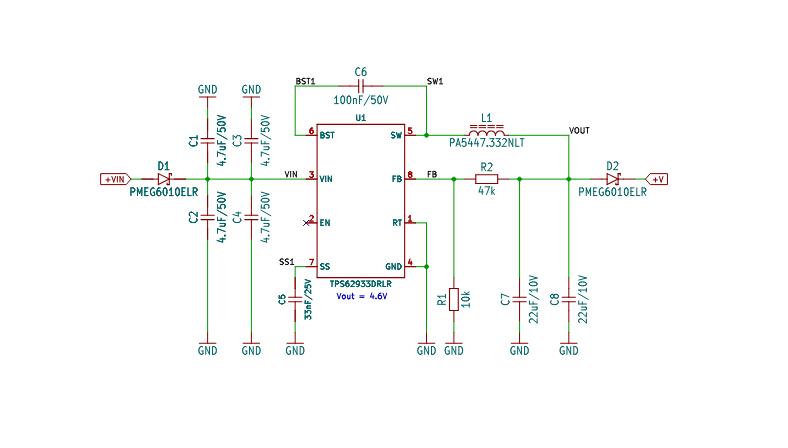 C6
BST1
SW1
100nF/50V
GND
GND
U1
C1
4.7uF/50V
C3
4.7uF/50V
6
BST
SW
5
L1
PA5447.332NLT
VOUT
+VIN
D1
PMEG6010ELR
VIN
3
VIN
FB
8
FB
R2
47k
D2
PMEG6010ELR
+V
C2
4.7uF/50V
C4
4.7uF/50V
2
EN
RT
1
SS1
7
SS
GND
4
TPS62933DRLR
Vout = 4.6V
C5
33nF/25V
R1
10k
C7
22uF/10V
C8
22uF/10V
GND
GND
GND
GND
GND
GND
GND